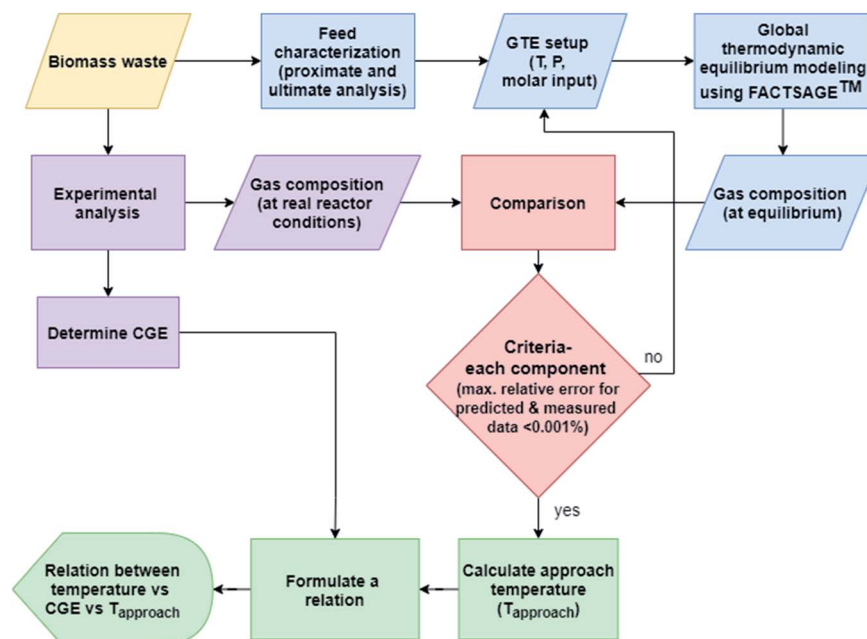 Biomass waste
Feed
characterization
(proximate and
ultimate analysis)
GTE setup
(T, P,
molar input)
Global
thermodynamic
equilibrium modeling
using FACTSAGE™
Experimental
analysis
Gas composition
(at real reactor
conditions)
Comparison
Gas composition
(at equilibrium)
Determine CGE
Criteria-
each component
(max. relative error for
predicted & measured
data <0.001%)
no
yes
Relation between
temperature vs
CGE vs Tapproach
Formulate a
relation
Calculate approach
temperature
(Tapproach)